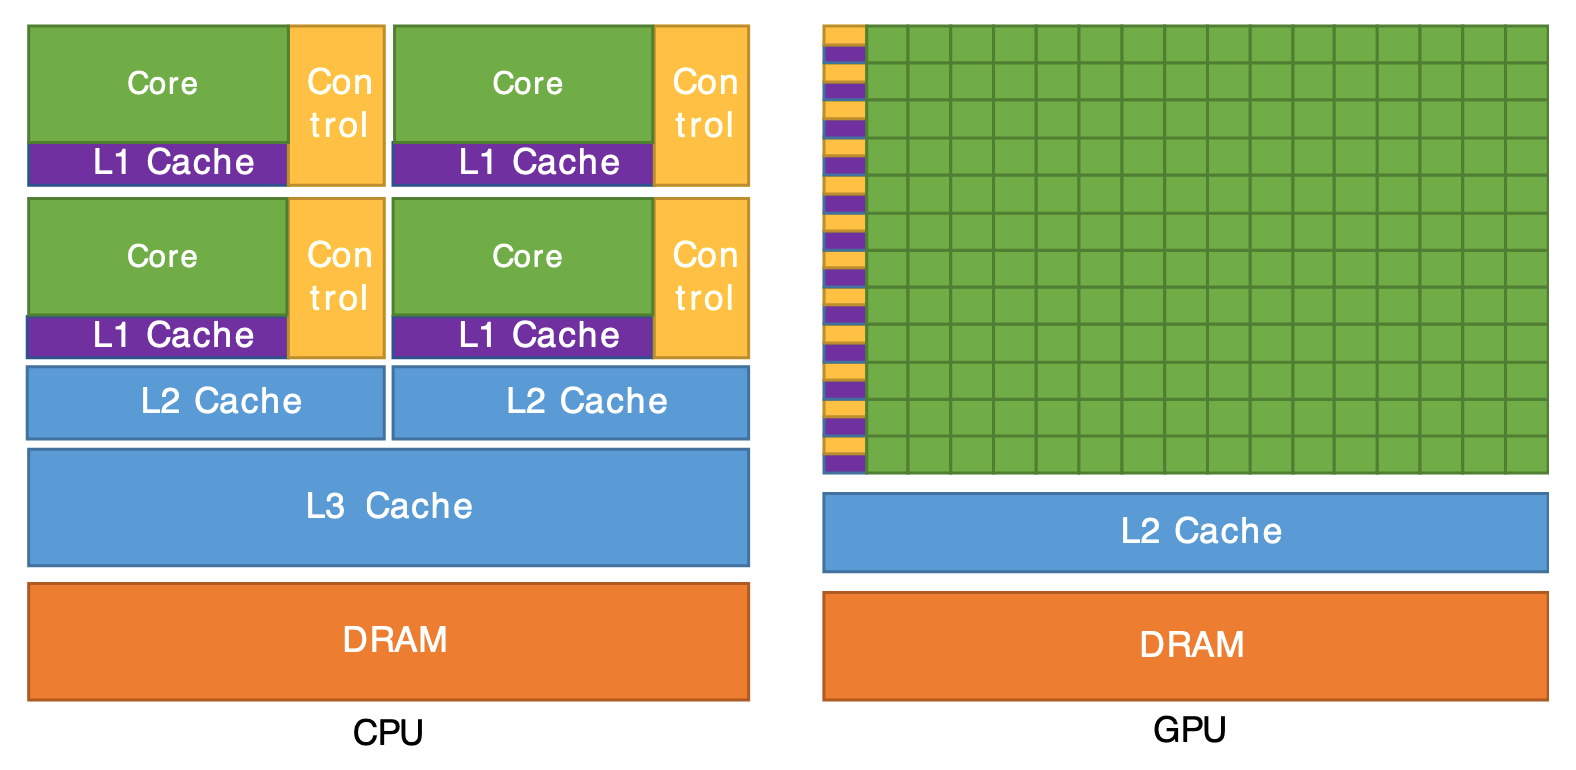 Core
Con
trol
L1 Cache
Core
Con
trol
L1 Cache
Core
Con
trol
L1 Cache
Core
Con
trol
L1 Cache
L2 Cache
L2 Cache
L3 Cache
DRAM
CPU
L2 Cache
DRAM
GPU